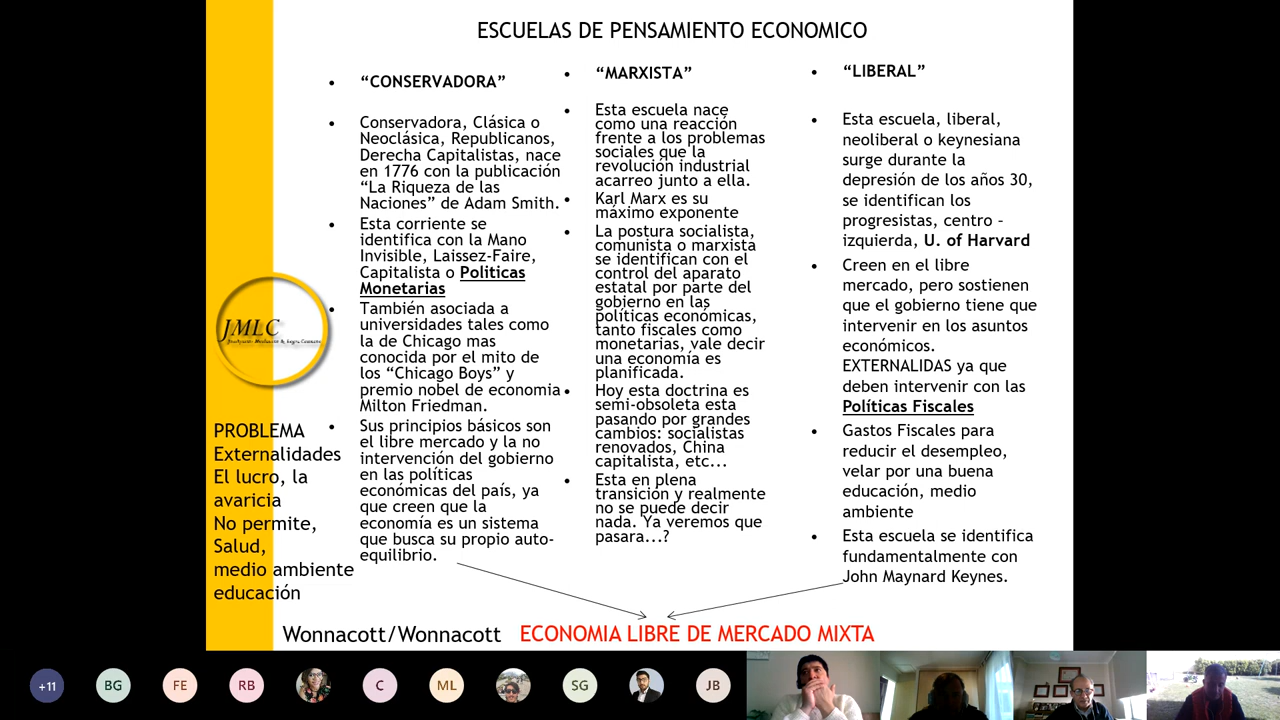 ESCUELAS DE PENSAMIENTO ECONOMICO
• “CONSERVADORA”
• Conservadora, Clásica o
Neoclásica, Republicanos,
Derecha Capitalistas, nace
en 1776 con la publicación
“La Riqueza de las
Naciones” de Adam Smith.
• Esta corriente se
identifica con la Mano
Invisible, Laissez-Faire,
Capitalista o Politicas
Monetarias
• También asociada a
universidades tales como
la de Chicago mas
conocida por el mito de
los “Chicago Boys” y
premio nobel de economia
Milton Friedman.
• Sus principios básicos son
el libre mercado y la no
intervención del gobierno
en las políticas
económicas del país, ya
que creen que la
economía es un sistema
que busca su propio auto-
equilibrio.
• “MARXISTA”
• Esta escuela nace
como una reacción
frente a los problemas
sociales que la
revolución industrial
acarreo junto a ella.
• Karl Marx es su
máximo exponente
• La postura socialista,
comunista o marxista
se identifican con el
control del aparato
estatal por parte del
gobierno en las
políticas económicas,
tanto fiscales como
monetarias, vale decir
una economía es
planificada.
• Hoy esta doctrina es
semi-obsoleta esta
pasando por grandes
cambios: socialistas
renovados, China
capitalista, etc...
• Esta en plena
transición y realmente
no se puede decir
nada. Ya veremos que
pasara...?
• “LIBERAL”
• Esta escuela, liberal,
neoliberal o keynesiana
surge durante la
depresión de los años 30,
se identifican los
progresistas, centro –
izquierda, U. of Harvard
• Creen en el libre
mercado, pero sostienen
que el gobierno tiene que
intervenir en los asuntos
económicos.
EXTERNALIDAS ya que
deben intervenir con las
Políticas Fiscales
• Gastos Fiscales para
reducir el desempleo,
velar por una buena
educación, medio
ambiente
• Esta escuela se identifica
fundamentalmente con
John Maynard Keynes.
JMLC
PROBLEMA
Externalidades
El lucro, la
avaricia
No permite,
Salud,
medio ambiente
educación
Wonnacott/Wonnacott ECONOMIA LIBRE DE MERCADO MIXTA
+11 BG FE RB C ML SG JB